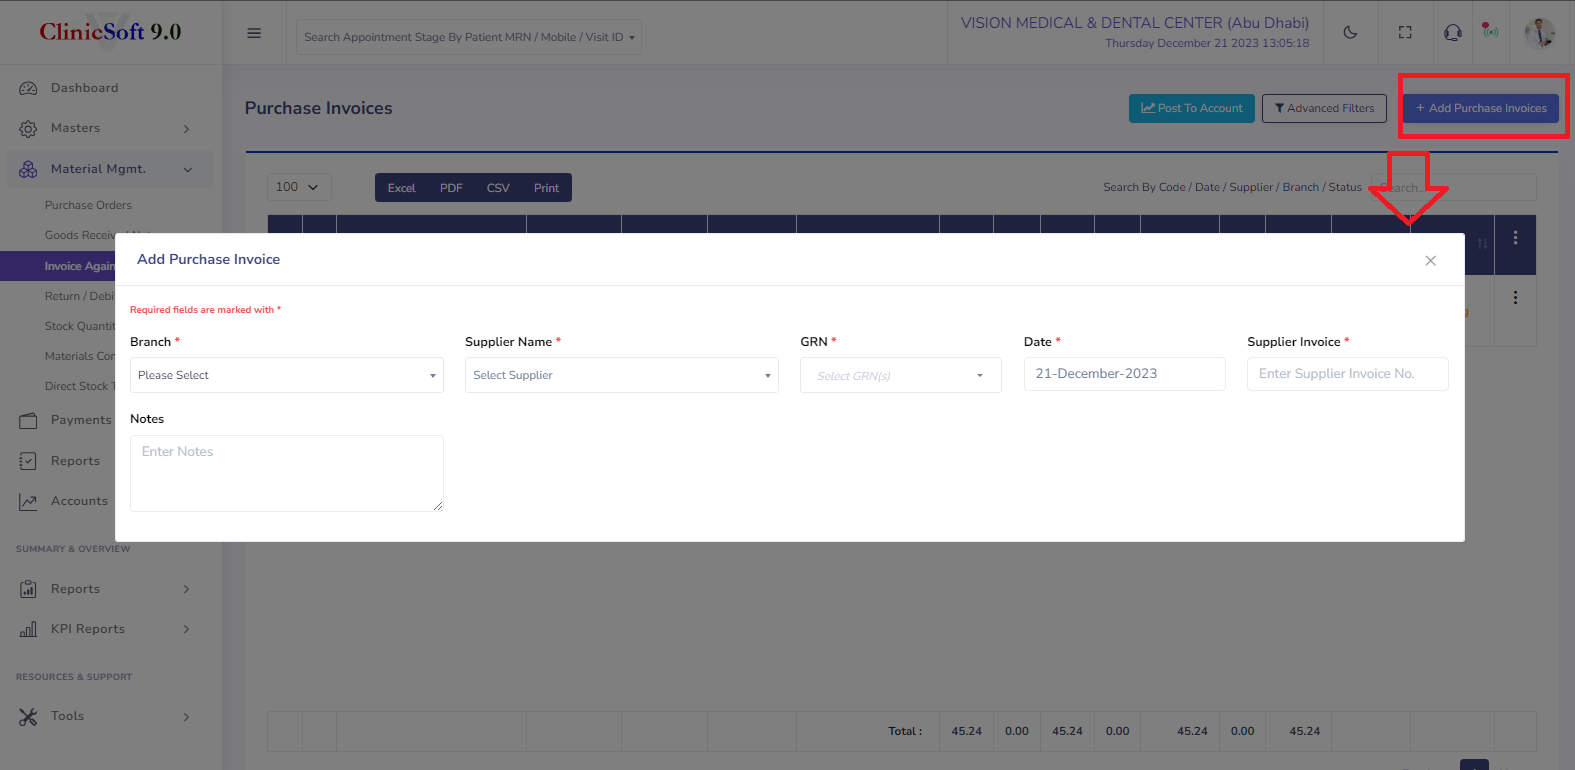 ClinicSoft 9.0
Search Appointment Stage By Patient MRN / Mobile / Visit ID
VISION MEDICAL & DENTAL CENTER (Abu Dhabi)
Thursday December 21 2023 13:05:18
Dashboard
Masters
Material Mgmt.
Purchase Orders
Goods Receiv
Invoice Again
Return / Debi
Stock Quantit
Materials Con
Direct Stock T
Payments
Reports
Accounts
SUMMARY & OVERVIEW
Reports
KPI Reports
RESOURCES & SUPPORT
Tools
Purchase Invoices
Post To Account
Advanced Filters
+ Add Purchase Invoices
100
Excel PDF CSV Print
Search By Code / Date / Supplier / Branch / Status
Search...
Add Purchase Invoice
Required fields are marked with *
Branch *
Please Select
Supplier Name *
Select Supplier
GRN *
Select GRN(s)
Date *
21-December-2023
Supplier Invoice *
Enter Supplier Invoice No.
Notes
Enter Notes
Total : 45.24 0.00 45.24 0.00 45.24 0.00 45.24